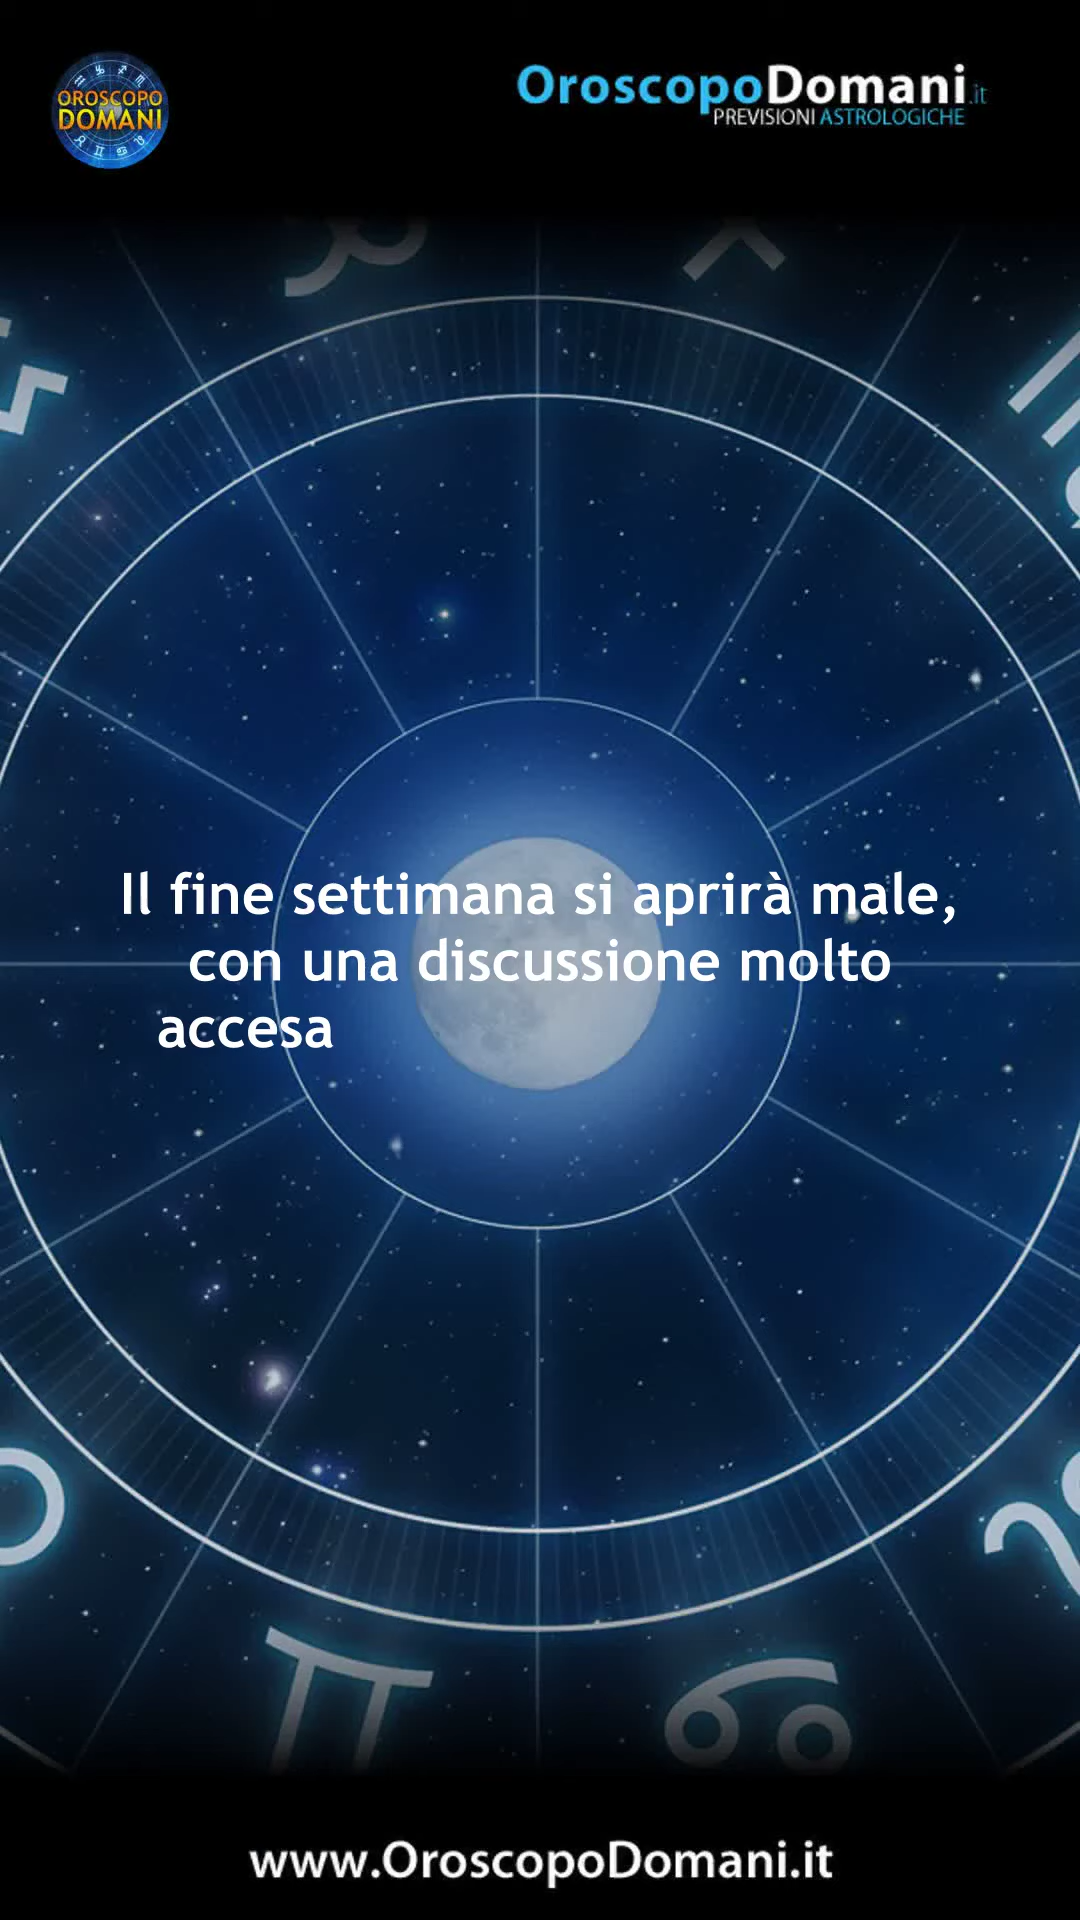 OROSCOPO
DOMANI
OroscopoDomani.it
PREVISIONI ASTROLOGICHE
Il fine settimana si aprirà male,
con una discussione molto
accesa
www.OroscopoDomani.it